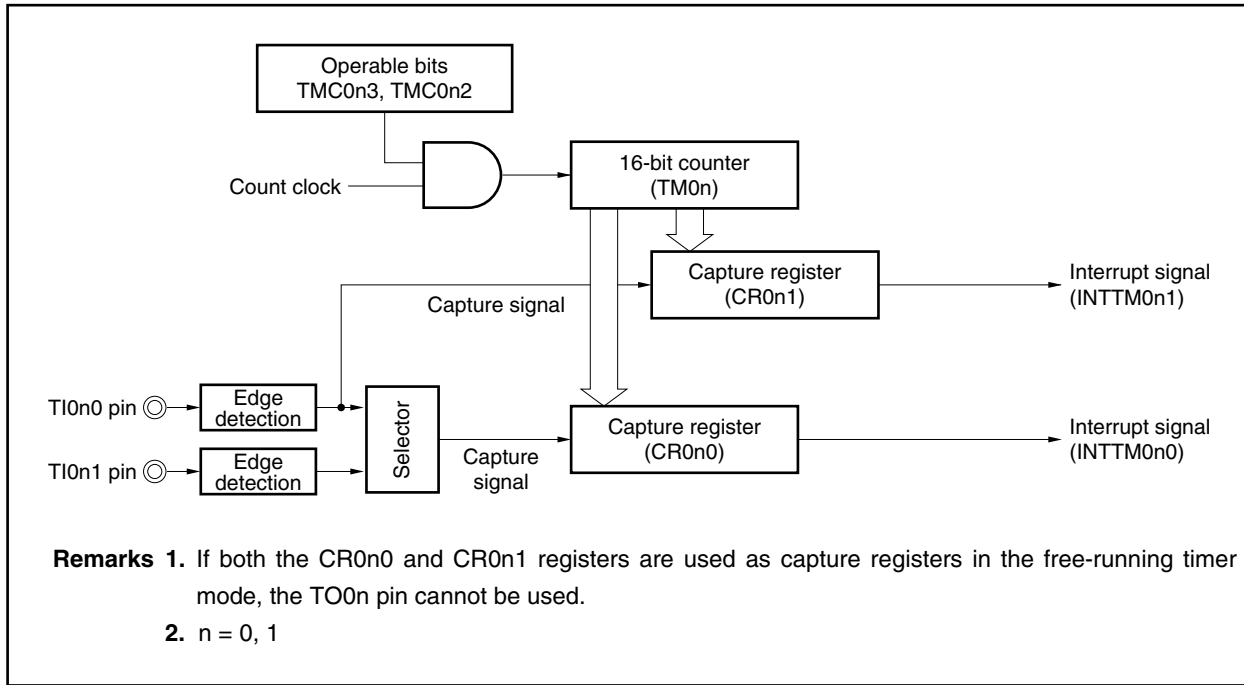 Operable bits
TMC0n3, TMC0n2
Count clock
16-bit counter
(TM0n)
Capture register
(CR0n1)
Interrupt signal
(INTTM0n1)
Capture signal
TI0n0 pin
Edge
detection
Selector
Capture
signal
Capture register
(CR0n0)
Interrupt signal
(INTTM0n0)
TI0n1 pin
Edge
detection
Remarks 1. If both the CR0n0 and CR0n1 registers are used as capture registers in the free-running timer
mode, the TO0n pin cannot be used.
2. n = 0, 1